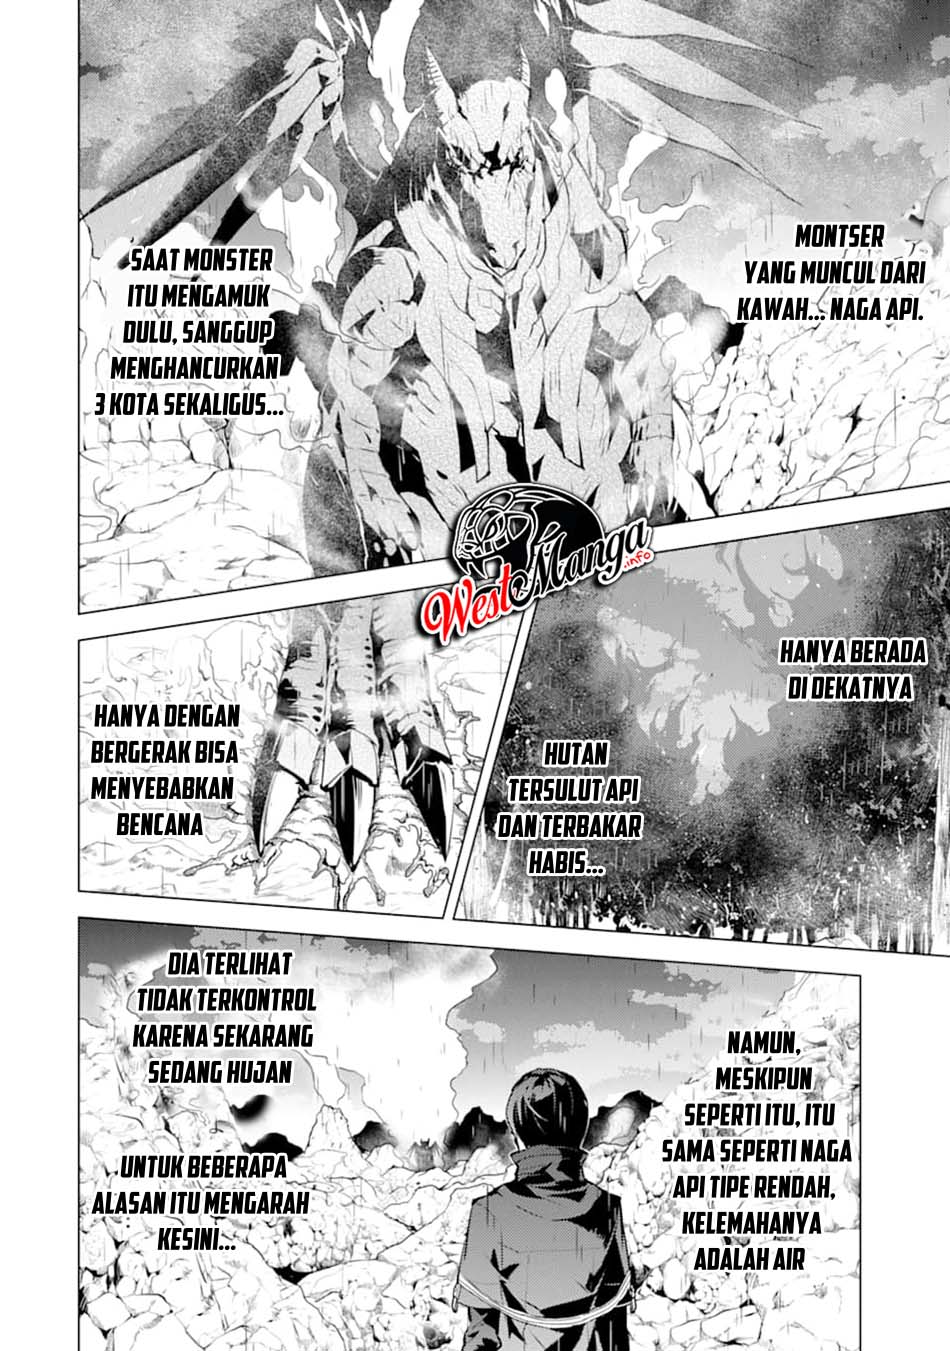 MONTSER
YANG MUNCUL DARI
KAWAH... NAGA API.
SAAT MONSTER
ITU MENGAMUK
DULU, SANGGUP
MENGHANCURKAN
3 KOTA SEKALIGUS...
WestManga
.info
HANYA BERADA
DI DEKATNYA
HUTAN
TERSULUT API
DAN TERBAKAR
HABIS...
HANYA DENGAN
BERGERAK BISA
MENYEBABKAN
BENCANA
NAMUN,
MESKIPUN
SEPERTI ITU, ITU
SAMA SEPERTI NAGA
API TIPE RENDAH,
KELEMAHANYA
ADALAH AIR
DIA TERLIHAT
TIDAK TERKONTROL
KARENA SEKARANG
SEDANG HUJAN
UNTUK BEBERAPA
ALASAN ITU MENGARAH
KESINI...